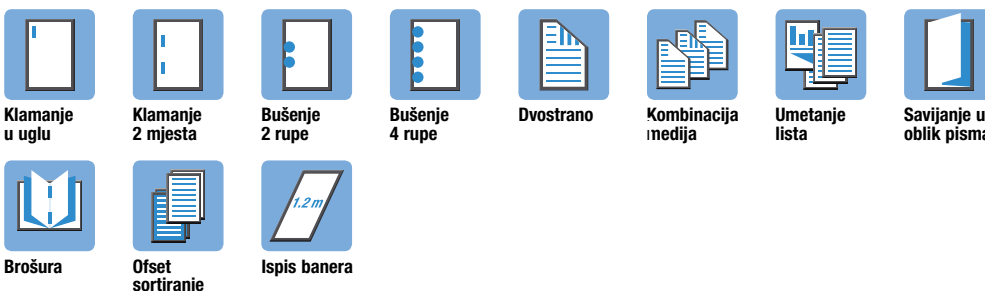 Klamanje
u uglu
Klamanje
2 mjesta
Bušenje
2 rupe
Bušenje
4 rupe
Dvostrano
Kombinacija
medija
Umetanje
lista
Savijanje u
oblik pisma
Brošura
Ofset
sortiranje
1.2 m
Ispis banera